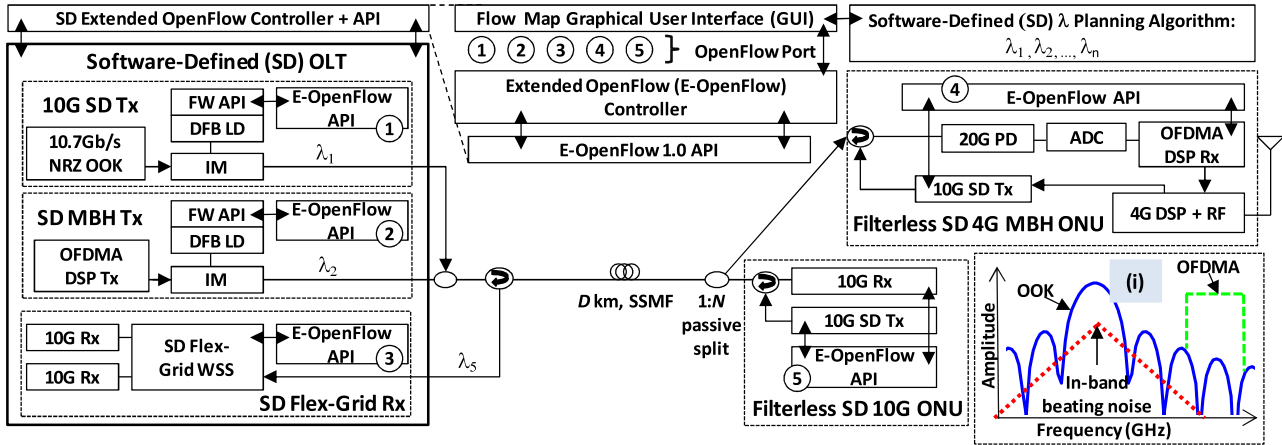 SD Extended OpenFlow Controller + API
Flow Map Graphical User Interface (GUI)
Software-Defined (SD) λ Planning Algorithm:
λ1, λ2, ..., λn
1 2 3 4 5 } OpenFlow Port
Extended OpenFlow (E-OpenFlow)
Controller
E-OpenFlow 1.0 API
Software-Defined (SD) OLT
10G SD Tx
FW API
DFB LD
E-OpenFlow
API 1
10.7Gb/s
NRZ OOK
IM
λ1
SD MBH Tx
FW API
DFB LD
E-OpenFlow
API 2
OFDMA
DSP Tx
IM
λ2
10G Rx
10G Rx
SD Flex-
Grid WSS
E-OpenFlow
API 3
SD Flex-Grid Rx
λ5
D km, SSMF
1:N
passive
split
4
E-OpenFlow API
20G PD
ADC
OFDMA
DSP Rx
10G SD Tx
4G DSP + RF
Filterless SD 4G MBH ONU
10G Rx
10G SD Tx
E-OpenFlow
API
5
Filterless SD 10G ONU
(i)
OFDMA
OOK
Amplitude
In-band
beating noise
Frequency (GHz)